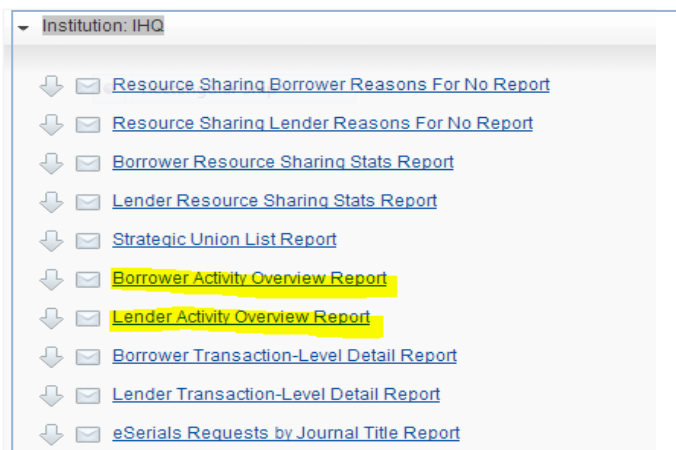 Institution: IHQ
Resource Sharing Borrower Reasons For No Report
Resource Sharing Lender Reasons For No Report
Borrower Resource Sharing Stats Report
Lender Resource Sharing Stats Report
Strategic Union List Report
Borrower Activity Overview Report
Lender Activity Overview Report
Borrower Transaction-Level Detail Report
Lender Transaction-Level Detail Report
eSerials Requests by Journal Title Report